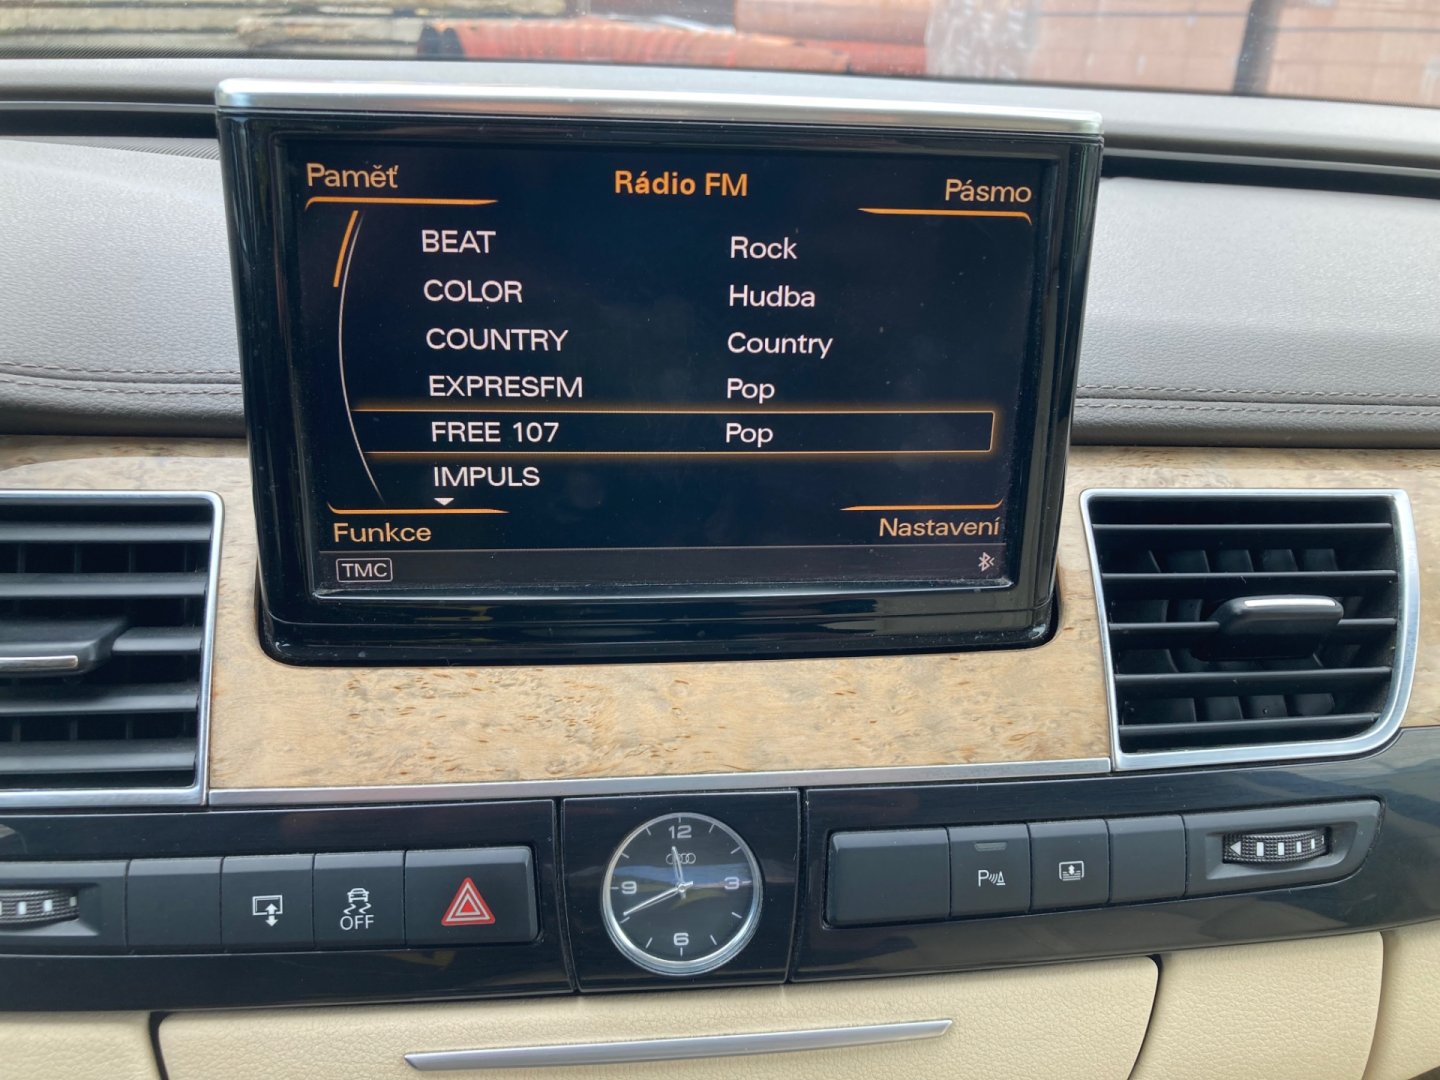 Paměť Rádio FM Pásmo
BEAT Rock
COLOR Hudba
COUNTRY Country
EXPRESFM Pop
FREE 107 Pop
IMPULS
Funkce Nastavení
TMC
12
9 3
6
OFF
P